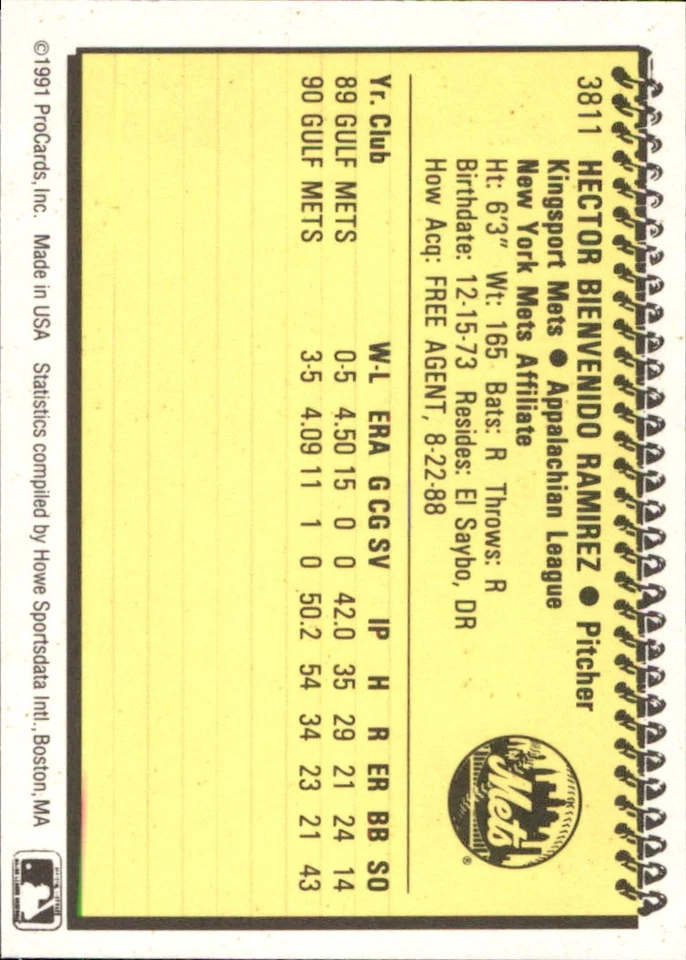 3811 HECTOR BIENVENIDO RAMIREZ ● Pitcher
Kingsport Mets ● Appalachian League
New York Mets Affiliate
Ht: 6'3" Wt: 165 Bats: R Throws: R
Birthdate: 12-15-73 Resides: El Saybo, DR
How Acq: FREE AGENT, 8-22-88
Mets
®
Yr. Club W-L ERA G CG SV IP H R ER BB SO
89 GULF METS 0-5 4.50 15 0 0 42.0 35 29 21 24 14
90 GULF METS 3-5 4.09 11 1 0 50.2 54 34 23 21 43
©1991 ProCards, Inc. Made in USA Statistics compiled by Howe Sportsdata Intl., Boston, MA